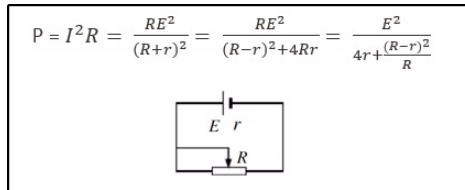 P = I²R = RE²/(R+r)² = RE²/((R−r)²+4Rr) = E²/(4r+(R−r)²/R)
E r
R